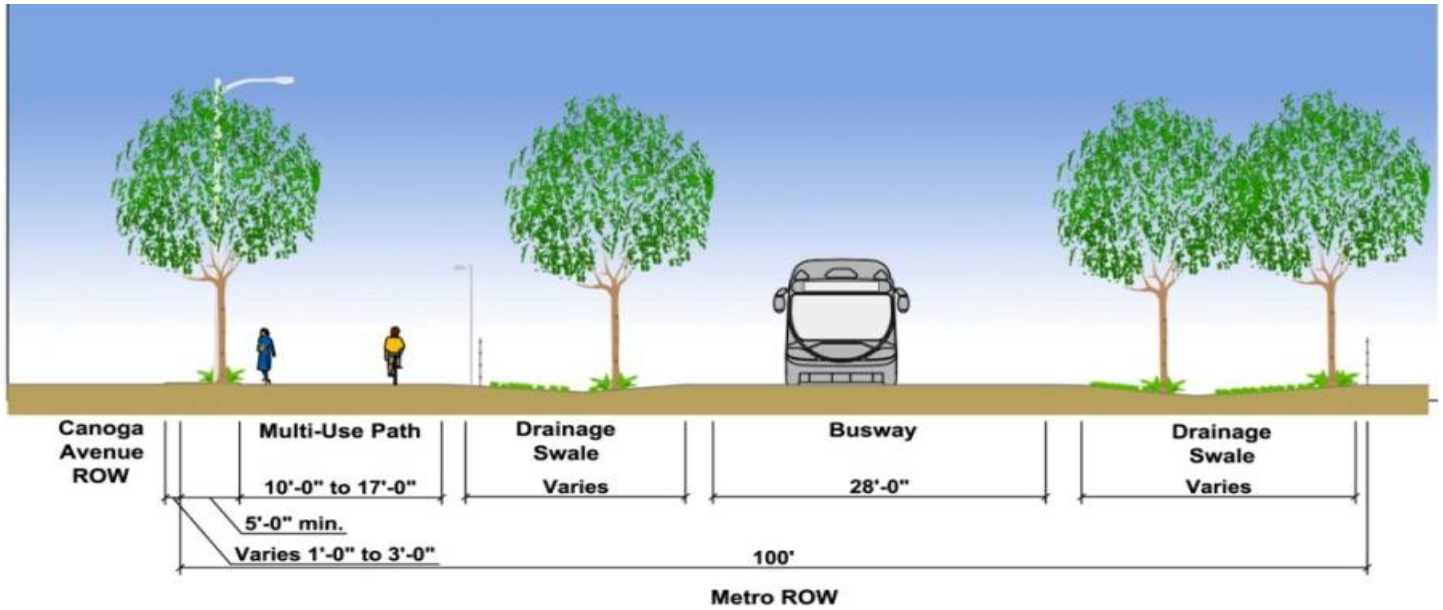 Canoga
Avenue
ROW
Multi-Use Path
Drainage
Swale
Busway
Drainage
Swale
10'-0" to 17'-0"
Varies
28'-0"
Varies
5'-0" min.
Varies 1'-0" to 3'-0"
100'
Metro ROW